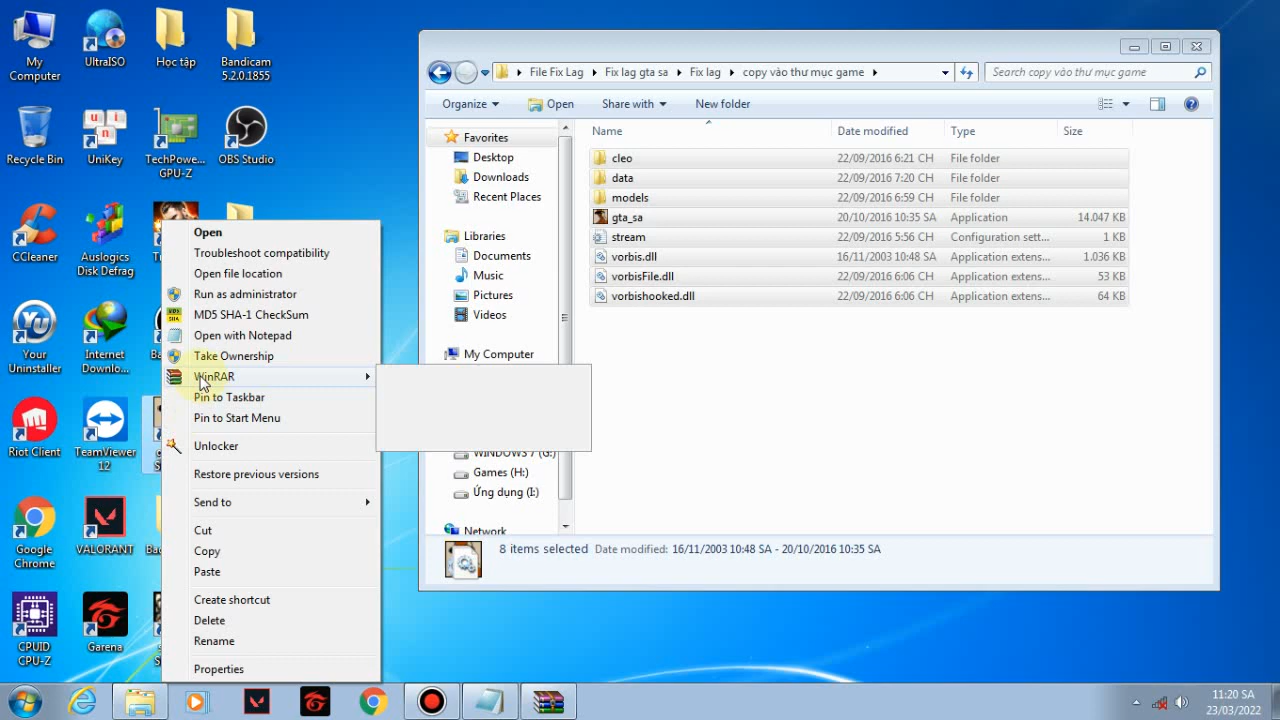 My Computer
UltraISO
Học tập
Bandicam 5.2.0.1855
Recycle Bin
UniKey
TechPowe... GPU-Z
OBS Studio
CCleaner
Auslogics Disk Defrag
Your Uninstaller
Internet Downlo...
Riot Client
TeamViewer 12
Google Chrome
VALORANT
CPUID CPU-Z
Garena
Open
Troubleshoot compatibility
Open file location
Run as administrator
MD5 SHA-1 CheckSum
Open with Notepad
Take Ownership
WinRAR
Pin to Taskbar
Pin to Start Menu
Unlocker
Restore previous versions
Send to
Cut
Copy
Paste
Create shortcut
Delete
Rename
Properties
File Fix Lag
Fix lag gta sa
Fix lag
copy vào thư mục game
Search copy vào thư mục game
Organize
Open
Share with
New folder
Favorites
Desktop
Downloads
Recent Places
Libraries
Documents
Music
Pictures
Videos
My Computer
WINDOWS 7 (G:)
Games (H:)
Ứng dụng (I:)
Network
Name Date modified Type Size
cleo 22/09/2016 6:21 CH File folder
data 22/09/2016 7:20 CH File folder
models 22/09/2016 6:59 CH File folder
gta_sa 20/10/2016 10:35 SA Application 14.047 KB
stream 22/09/2016 5:56 CH Configuration sett... 1 KB
vorbis.dll 16/11/2003 10:48 SA Application extens... 1.036 KB
vorbisFile.dll 22/09/2016 6:06 CH Application extens... 53 KB
vorbishooked.dll 22/09/2016 6:06 CH Application extens... 64 KB
8 items selected Date modified: 16/11/2003 10:48 SA - 20/10/2016 10:35 SA
11:20 SA
23/03/2022